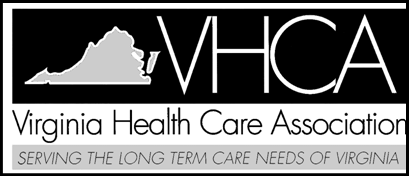 VHCA
Virginia Health Care Association
SERVING THE LONG TERM CARE NEEDS OF VIRGINIA